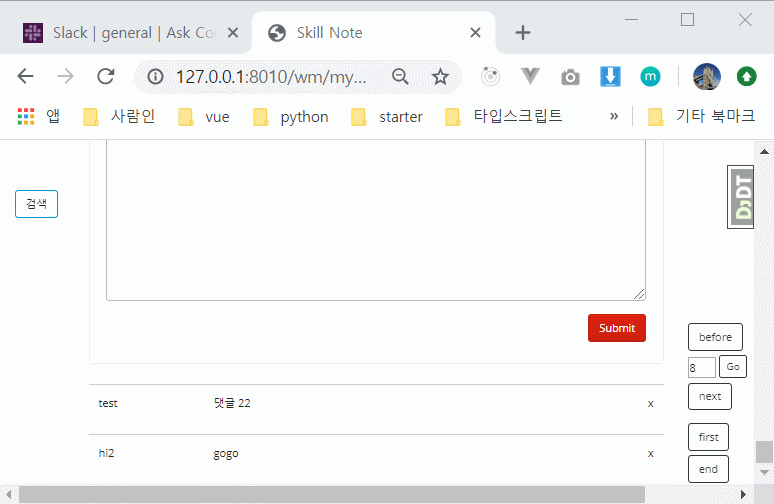 Slack | general | Ask Co
Skill Note
127.0.0.1:8010/wm/my...
m
앱
사람인
vue
python
starter
타입스크립트
»
기타 북마크
검색
DJDT
Submit
before
8
Go
next
first
end
test 댓글 22 x
hi2 gogo x